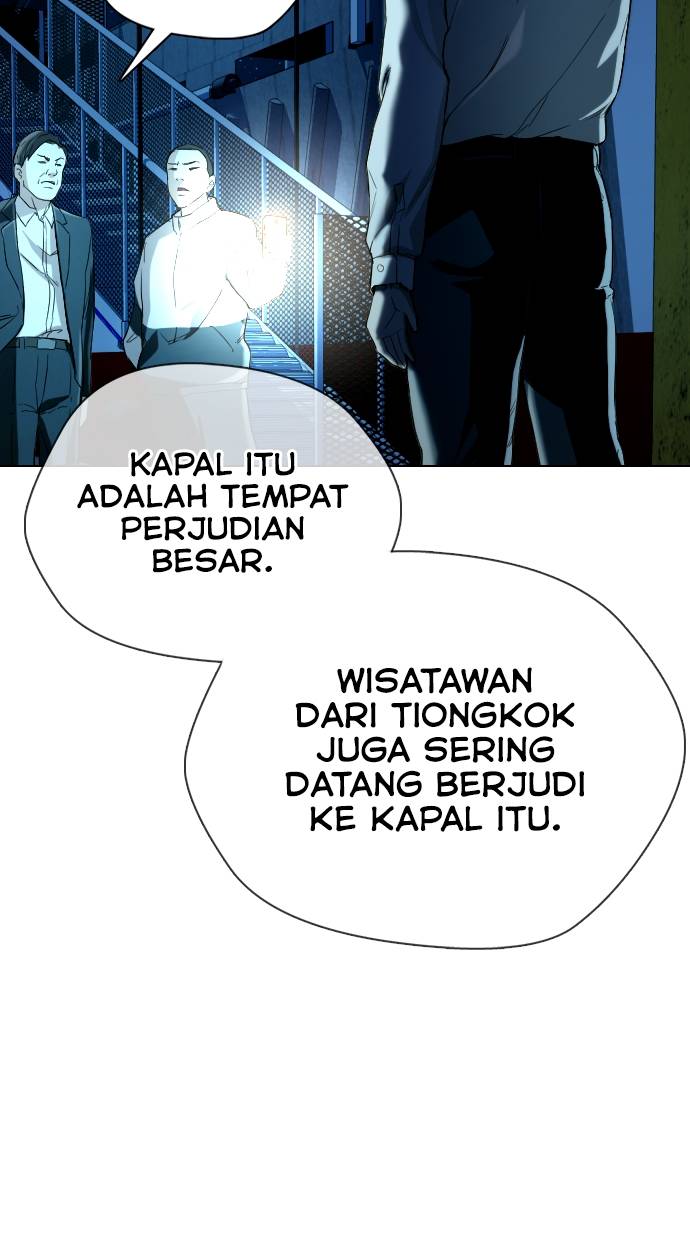 KAPAL ITU
ADALAH TEMPAT
PERJUDIAN
BESAR.
WISATAWAN
DARI TIONGKOK
JUGA SERING
DATANG BERJUDI
KE KAPAL ITU.